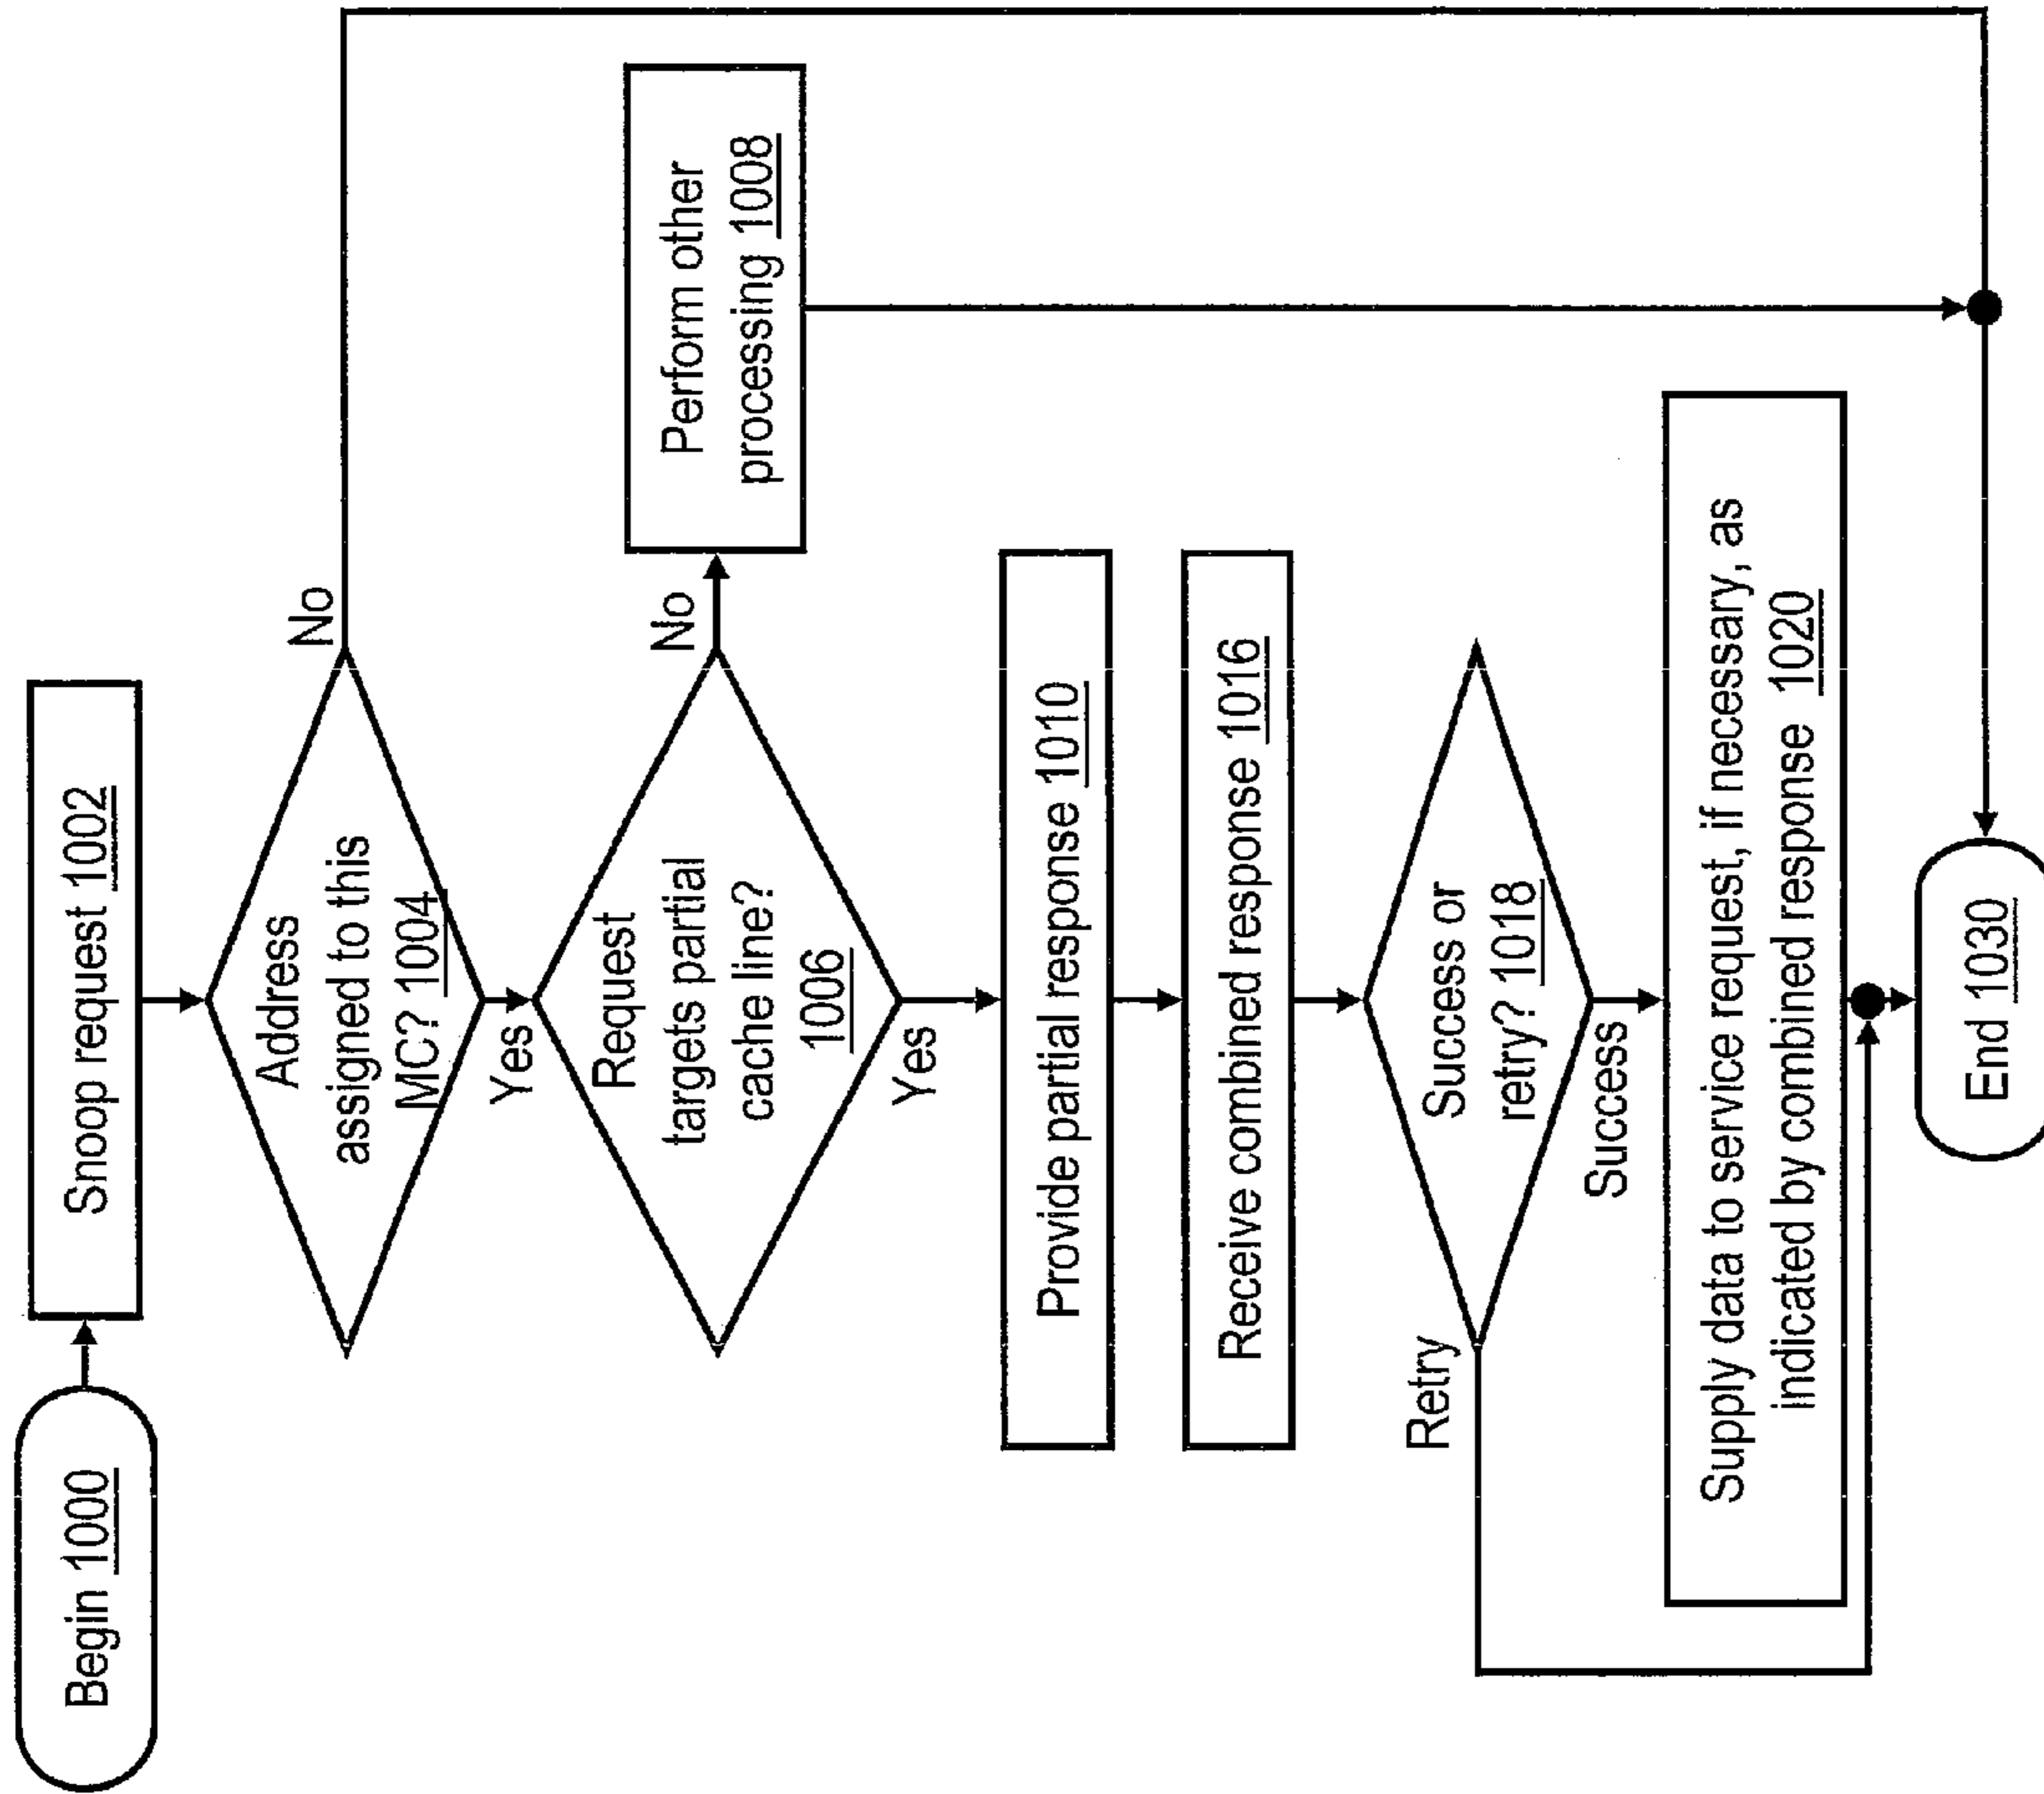 Begin 1000
Snoop request 1002
Address
assigned to this
MC? 1004
No
Yes
Request
targets partial
cache line?
1006
No
Perform other
processing 1008
Yes
Provide partial response 1010
Receive combined response 1016
Success or
retry? 1018
Retry
Success
Supply data to service request, if necessary, as
indicated by combined response 1020
End 1030